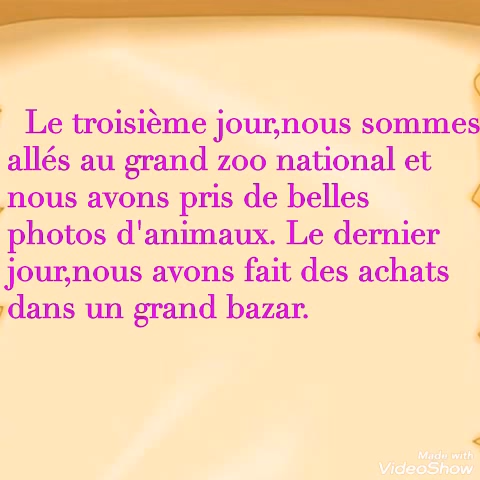 Le troisième jour,nous sommes
allés au grand zoo national et
nous avons pris de belles
photos d'animaux. Le dernier
jour,nous avons fait des achats
dans un grand bazar.
Made with
VideoShow